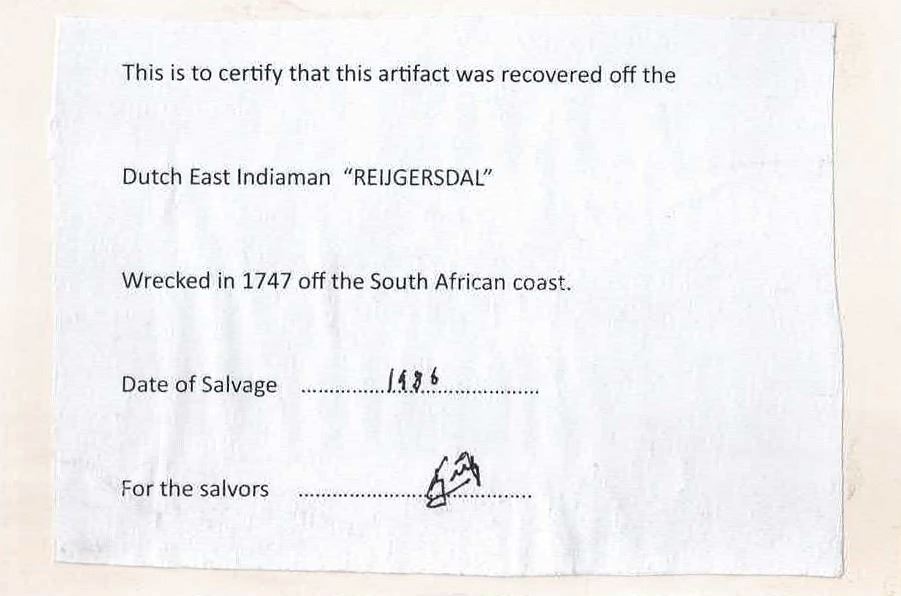 This is to certify that this artifact was recovered off the
Dutch East Indiaman “REIJGERSDAL”
Wrecked in 1747 off the South African coast.
Date of Salvage ..............1986..........................
For the salvors ....................................................